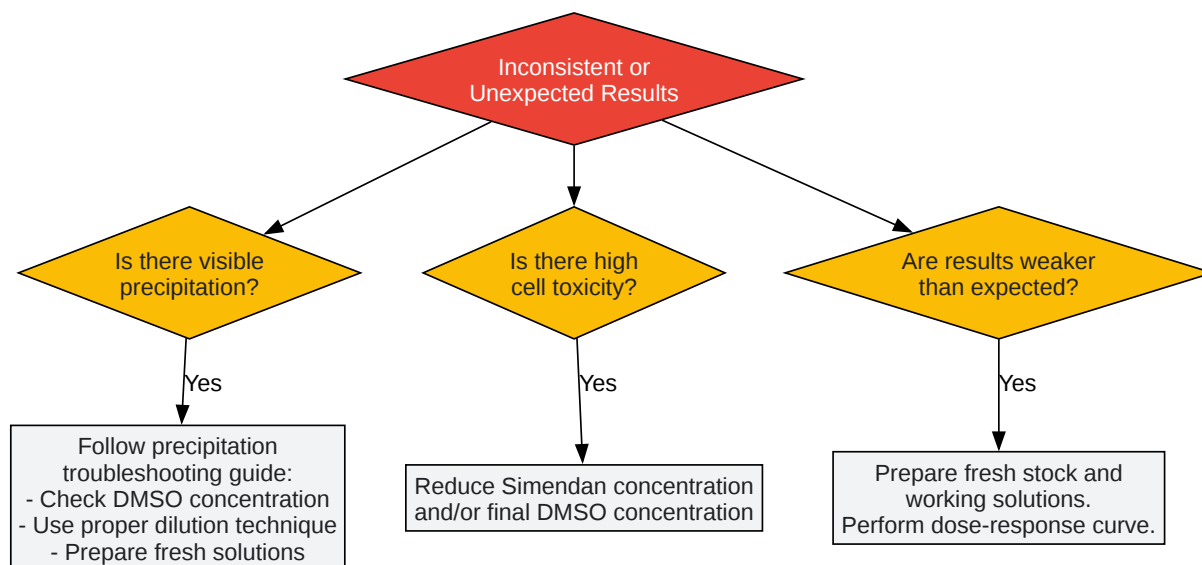 Inconsistent or
Unexpected Results
Is there visible
precipitation?
Is there high
cell toxicity?
Are results weaker
than expected?
Yes
Yes
Yes
Follow precipitation
troubleshooting guide:
- Check DMSO concentration
- Use proper dilution technique
- Prepare fresh solutions
Reduce Simendan concentration
and/or final DMSO concentration
Prepare fresh stock and
working solutions.
Perform dose-response curve.